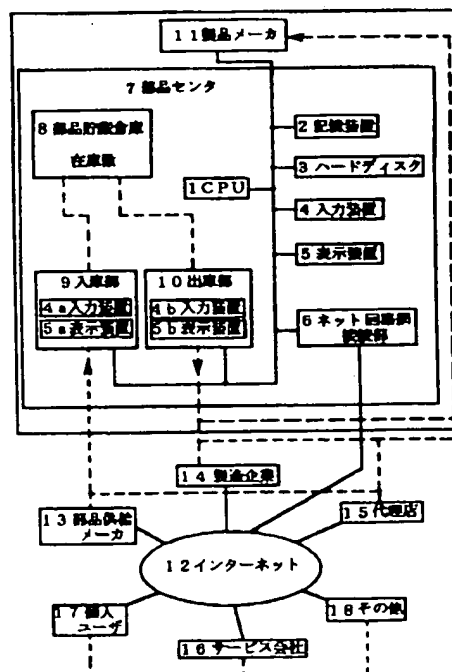 11製品メーカ
7部品センタ
8部品貯蔵倉庫
在庫数
2記憶装置
3ハードディスク
1CPU
4入力装置
5表示装置
9入庫部
4a入力装置
5a表示装置
10出庫部
4b入力装置
5b表示装置
6ネット回路網
接続部
14製造企業
13部品供給
メーカ
15代理店
12インターネット
17個人
ユーザ
18その他
16サービス会社